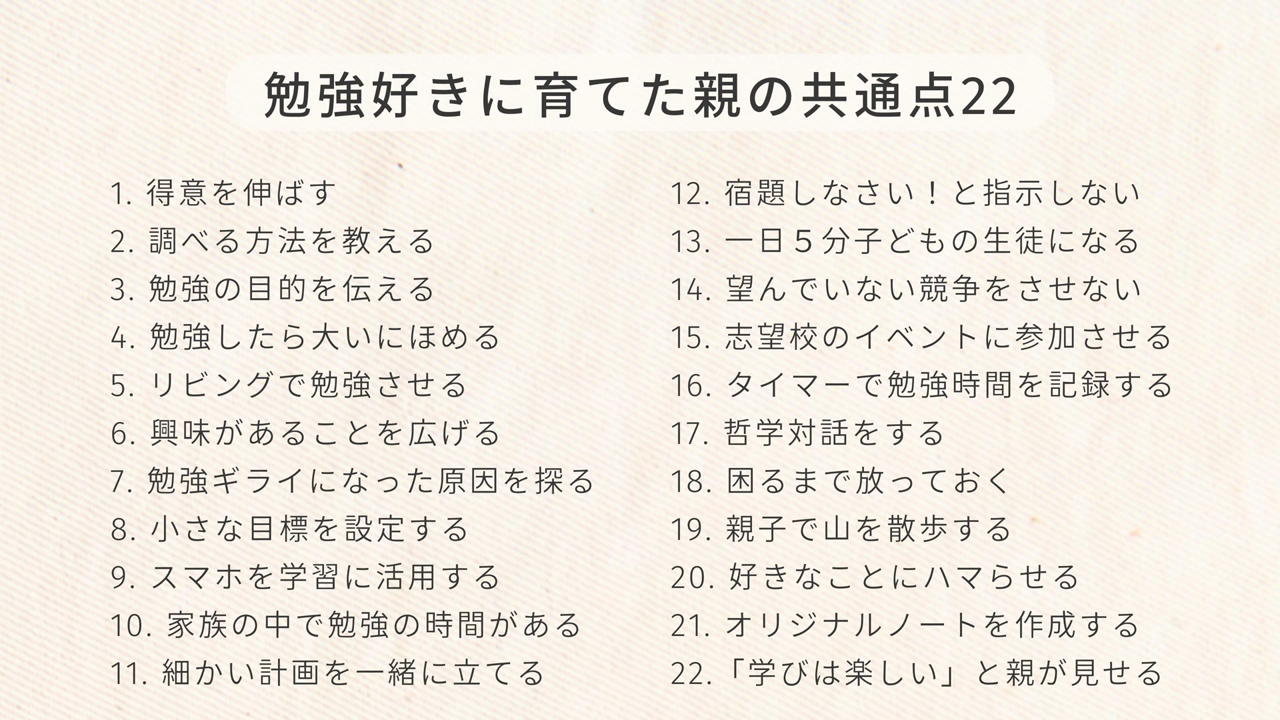 勉強好きに育てた親の共通点22
1. 得意を伸ばす
2. 調べる方法を教える
3. 勉強の目的を伝える
4. 勉強したら大いにほめる
5. リビングで勉強させる
6. 興味があることを広げる
7. 勉強ギライになった原因を探る
8. 小さな目標を設定する
9. スマホを学習に活用する
10. 家族の中で勉強の時間がある
11. 細かい計画を一緒に立てる
12. 宿題しなさい！と指示しない
13. 一日５分子どもの生徒になる
14. 望んでいない競争をさせない
15. 志望校のイベントに参加させる
16. タイマーで勉強時間を記録する
17. 哲学対話をする
18. 困るまで放っておく
19. 親子で山を散歩する
20. 好きなことにハマらせる
21. オリジナルノートを作成する
22.「学びは楽しい」と親が見せる